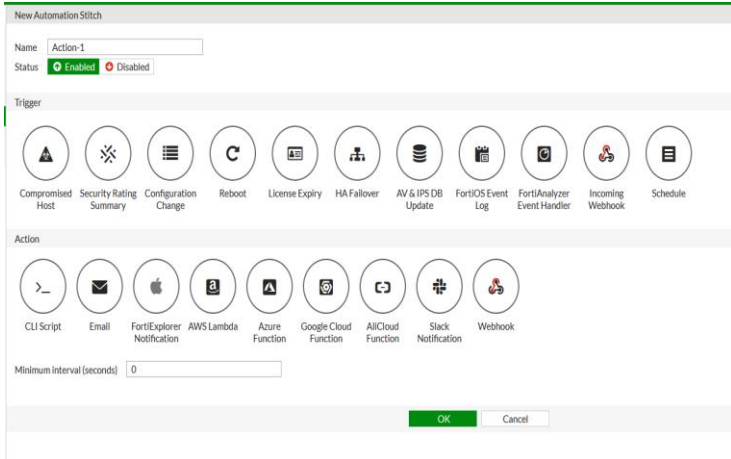 New Automation Stitch
Name Action-1
Status Enabled Disabled
Trigger
Compromised Host
Security Rating Summary
Configuration Change
Reboot
License Expiry
HA Failover
AV & IPS DB Update
FortiOS Event Log
FortiAnalyzer Event Handler
Incoming Webhook
Schedule
Action
CLI Script
Email
FortiExplorer Notification
AWS Lambda
Azure Function
Google Cloud Function
AliCloud Function
Slack Notification
Webhook
Minimum interval (seconds) 0
OK Cancel